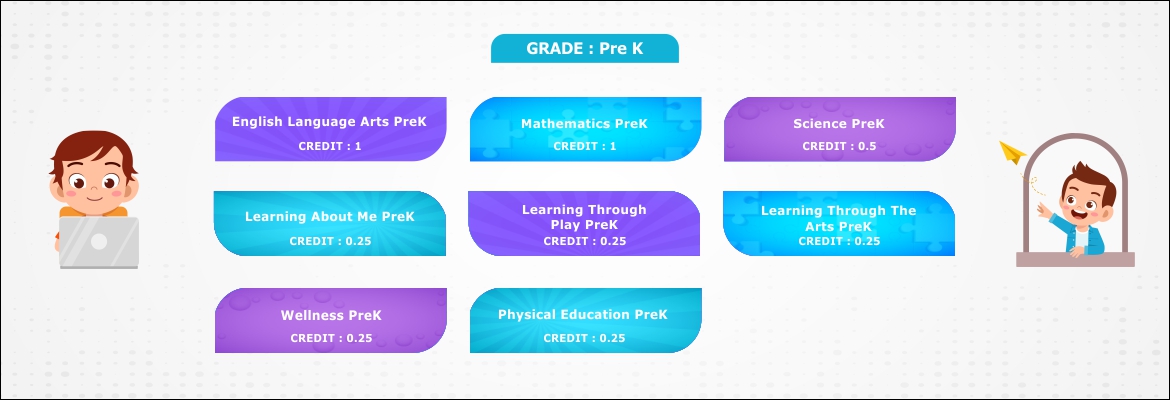 GRADE : Pre K
English Language Arts PreK
CREDIT : 1
Mathematics PreK
CREDIT : 1
Science PreK
CREDIT : 0.5
Learning About Me PreK
CREDIT : 0.25
Learning Through
Play PreK
CREDIT : 0.25
Learning Through The
Arts PreK
CREDIT : 0.25
Wellness PreK
CREDIT : 0.25
Physical Education PreK
CREDIT : 0.25